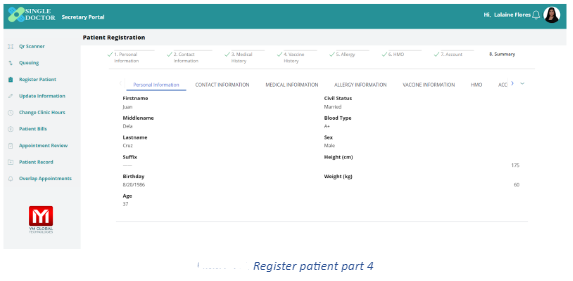 SINGLE
DOCTOR Secretary Portal
Hi, Lailaine Flores
Patient Registration
Qr Scanner
Queuing
Register Patient
Update Information
Change Clinic Hours
Patient Bills
Appointment Review
Patient Record
Overlap Appointments
YH GLOBAL
✓ 1. Personal Information
✓ 2. Contact Information
✓ 3. Medical History
✓ 4. Vaccine History
✓ 5. Allergy
✓ 6. HMO
✓ 7. Account
8. Summary
Personal Information CONTACT INFORMATION MEDICAL INFORMATION ALLERGY INFORMATION VACCINE INFORMATION HMO ACC
Firstname
Juan
Civil Status
Married
Middlename
Dela
Blood Type
A+
Lastname
Cruz
Sex
Male
Suffix
-----
Height (cm)
175
Birthday
8/20/1986
Weight (kg)
60
Age
37
Register patient part 4